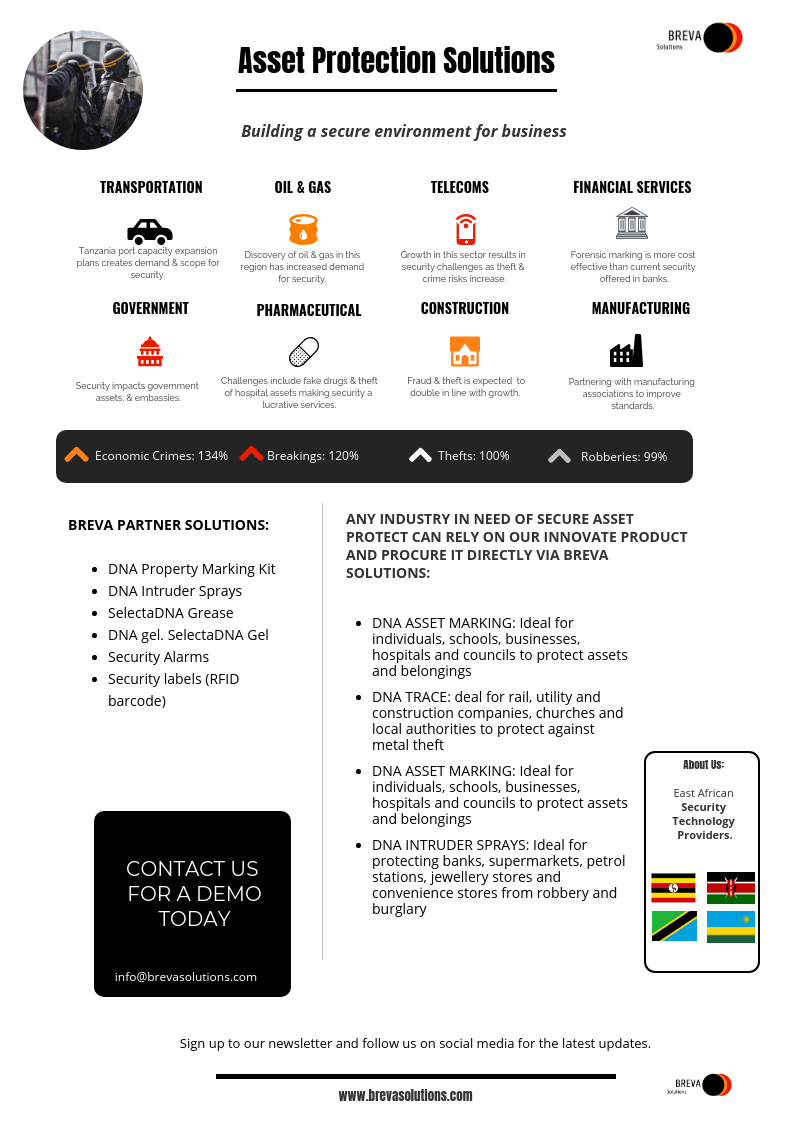 Asset Protection Solutions
BREVA
Solutions
Building a secure environment for business
TRANSPORTATION
Tanzania port capacity expansion
plans creates demand & scope for
security.
OIL & GAS
Discovery of oil & gas in this
region has increased demand
for security.
TELECOMS
Growth in this sector results in
security challenges as theft &
crime risks increase.
FINANCIAL SERVICES
Forensic marking is more cost
effective than current security
offered in banks.
GOVERNMENT
Security impacts government
assets, & embassies.
PHARMACEUTICAL
Challenges include fake drugs & theft
of hospital assets making security a
lucrative services.
CONSTRUCTION
Fraud & theft is expected to
double in line with growth.
MANUFACTURING
Partnering with manufacturing
associations to improve
standards.
Economic Crimes: 134%
Breakings: 120%
Thefts: 100%
Robberies: 99%
BREVA PARTNER SOLUTIONS:
DNA Property Marking Kit
DNA Intruder Sprays
SelectaDNA Grease
DNA gel. SelectaDNA Gel
Security Alarms
Security labels (RFID
barcode)
CONTACT US
FOR A DEMO
TODAY
info@brevasolutions.com
ANY INDUSTRY IN NEED OF SECURE ASSET
PROTECT CAN RELY ON OUR INNOVATE PRODUCT
AND PROCURE IT DIRECTLY VIA BREVA
SOLUTIONS:
DNA ASSET MARKING: Ideal for
individuals, schools, businesses,
hospitals and councils to protect assets
and belongings
DNA TRACE: deal for rail, utility and
construction companies, churches and
local authorities to protect against
metal theft
DNA ASSET MARKING: Ideal for
individuals, schools, businesses,
hospitals and councils to protect assets
and belongings
DNA INTRUDER SPRAYS: Ideal for
protecting banks, supermarkets, petrol
stations, jewellery stores and
convenience stores from robbery and
burglary
About Us:
East African
Security
Technology
Providers.
Sign up to our newsletter and follow us on social media for the latest updates.
www.brevasolutions.com
BREVA
Solutions